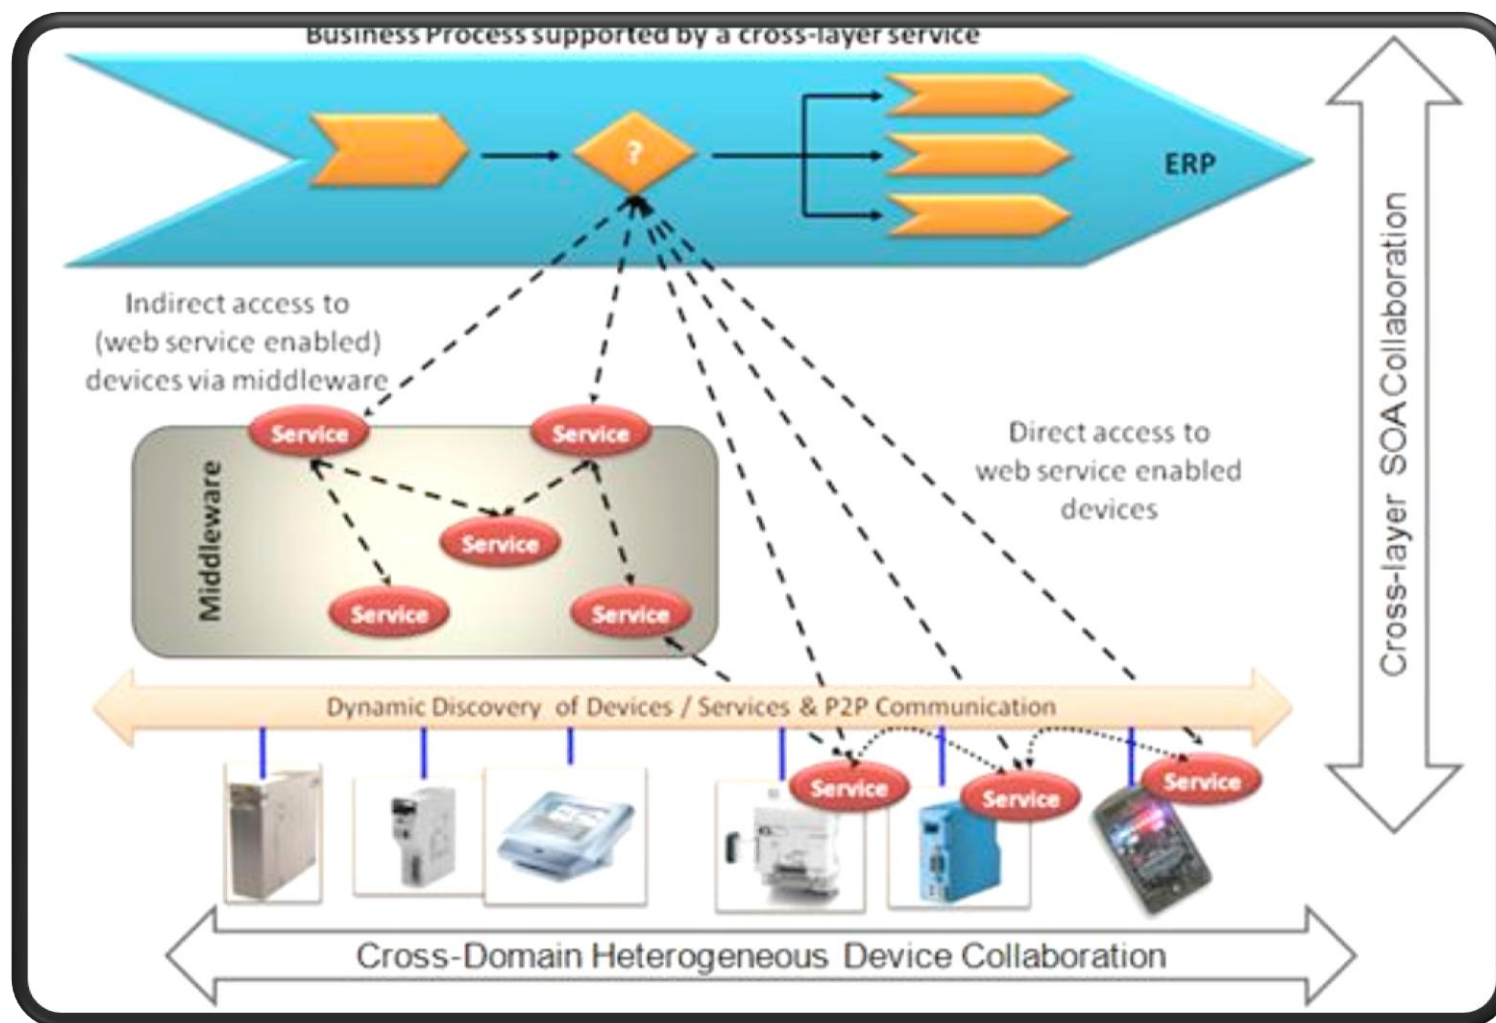 Business Process supported by a cross-layer service
?
ERP
Indirect access to
(web service enabled)
devices via middleware
Service
Service
Direct access to
web service enabled
devices
Middleware
Service
Service
Service
Cross-layer SOA Collaboration
Dynamic Discovery of Devices / Services & P2P Communication
Service
Service
Service
Cross-Domain Heterogeneous Device Collaboration